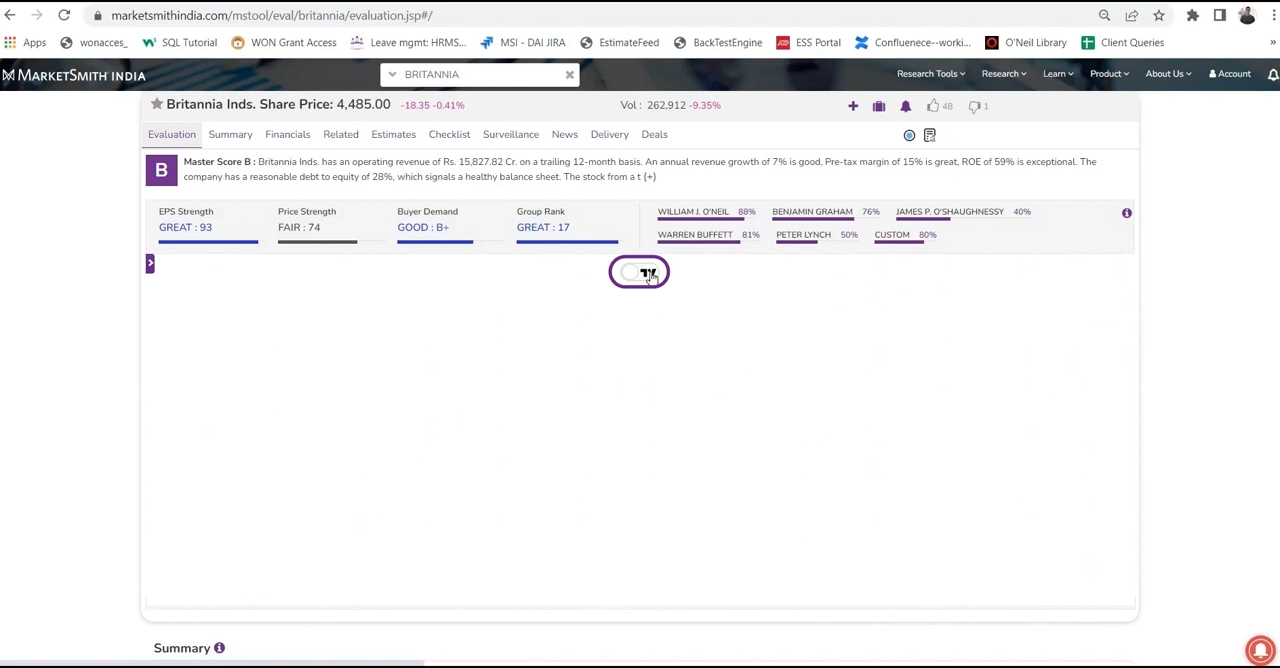 marketsmithindia.com/mstool/eval/britannia/evaluation.jsp#/
Apps wonacces_ SQL Tutorial WON Grant Access Leave mgmt: HRMS... MSI - DAI JIRA EstimateFeed BackTestEngine ESS Portal Confluenece--worki... O'Neil Library Client Queries »
MARKETSMITH INDIA BRITANNIA Research Tools Research Learn Product About Us Account
Britannia Inds. Share Price: 4,485.00 -18.35 -0.41% Vol : 262,912 -9.35% 48 1
Evaluation Summary Financials Related Estimates Checklist Surveillance News Delivery Deals
B Master Score B : Britannia Inds. has an operating revenue of Rs. 15,827.82 Cr. on a trailing 12-month basis. An annual revenue growth of 7% is good, Pre-tax margin of 15% is great, ROE of 59% is exceptional. The
company has a reasonable debt to equity of 28%, which signals a healthy balance sheet. The stock from a t (+)
EPS Strength Price Strength Buyer Demand Group Rank WILLIAM J. O'NEIL 88% BENJAMIN GRAHAM 76% JAMES P. O'SHAUGHNESSY 40%
GREAT : 93 FAIR : 74 GOOD : B+ GREAT : 17 WARREN BUFFETT 81% PETER LYNCH 50% CUSTOM 80%
Summary